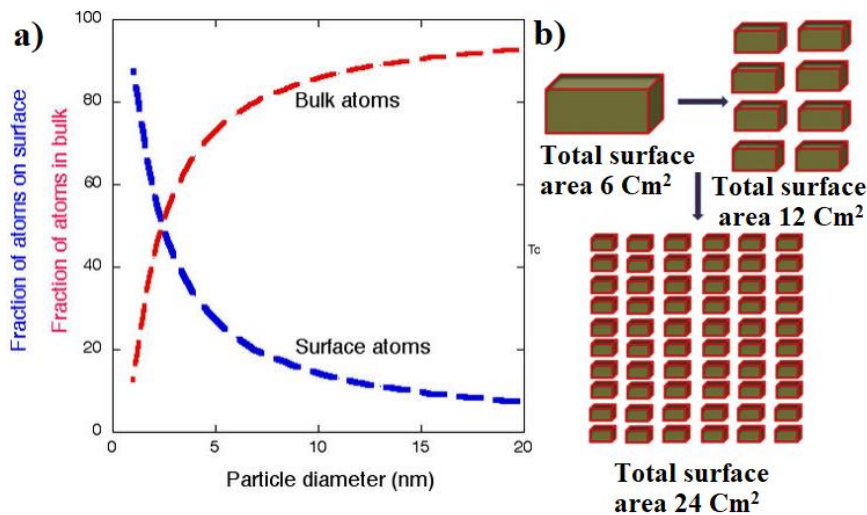 a)
b)
100
80
60
40
20
0
Fraction of atoms on surface
Fraction of atoms in bulk
Bulk atoms
Surface atoms
0 5 10 15 20
Particle diameter (nm)
Tc
Total surface
area 6 Cm²
Total surface
area 12 Cm²
Total surface
area 24 Cm²